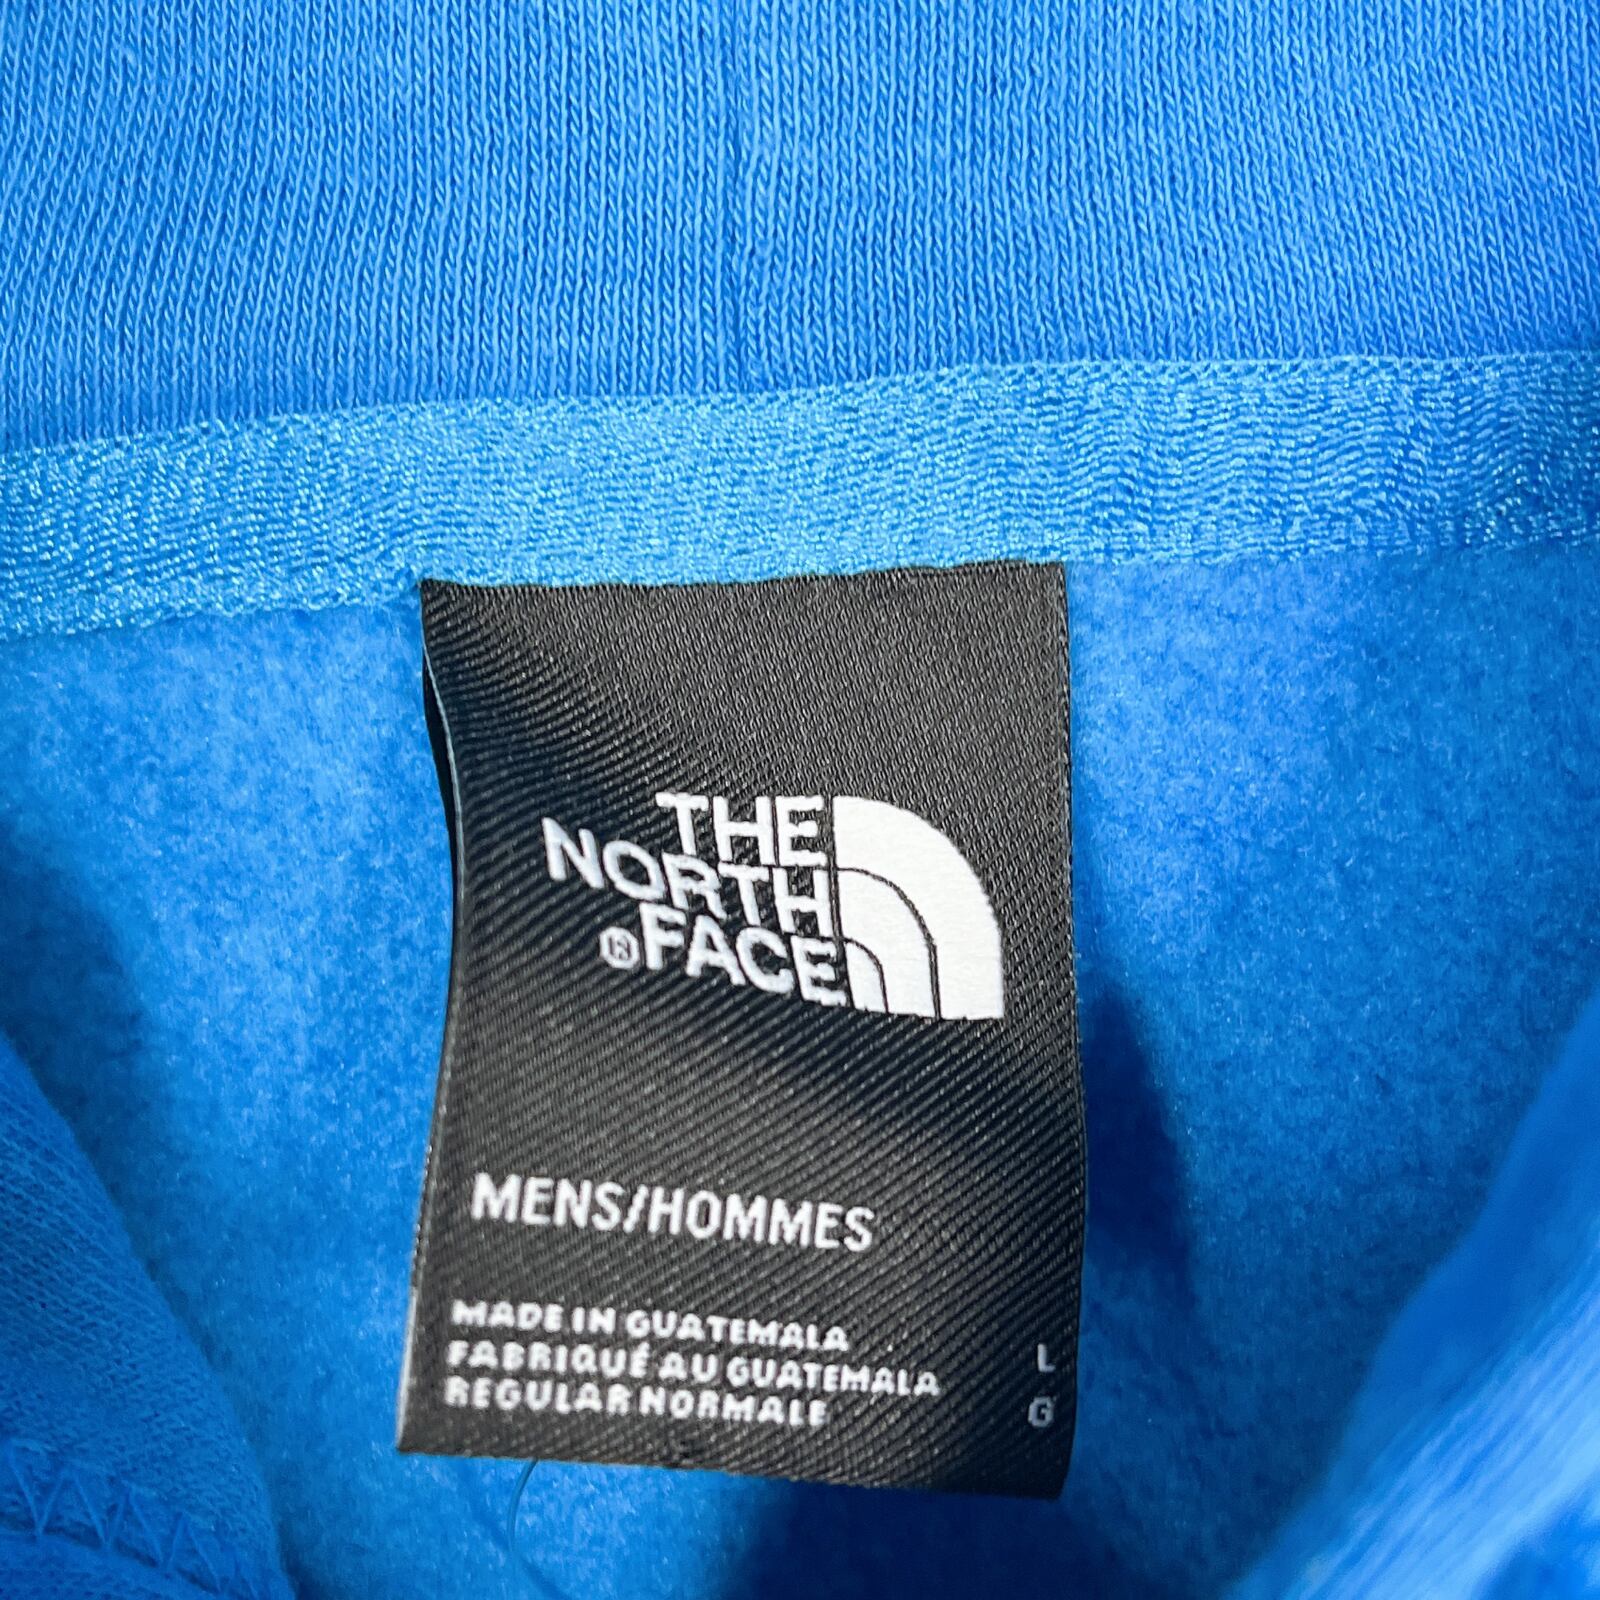 THE
NORTH
®FACE
MENS/HOMMES
MADE IN GUATEMALA
FABRIQUÉ AU GUATEMALA
REGULAR NORMALE
L
G